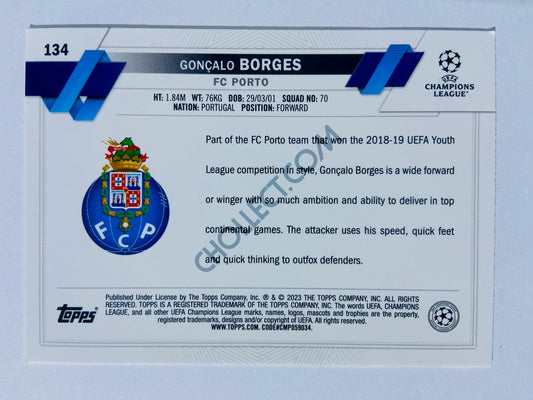 134
GONÇALO BORGES
FC PORTO
UEFA
CHAMPIONS
LEAGUE
HT: 1.84M WT: 76KG DOB: 29/03/01 SQUAD NO: 70
NATION: PORTUGAL POSITION: FORWARD
Part of the FC Porto team that won the 2018-19 UEFA Youth
League competition in style, Gonçalo Borges is a wide forward
or winger with so much ambition and ability to deliver in top
continental games. The attacker uses his speed, quick feet
and quick thinking to outfox defenders.
FCP
CHOLLECT.COM
Topps
Published Under License by The Topps Company, Inc. ® & © 2023 THE TOPPS COMPANY, INC. ALL RIGHTS
RESERVED. TOPPS IS A REGISTERED TRADEMARK OF THE TOPPS COMPANY, INC. The words UEFA, CHAMPIONS
LEAGUE, and all other UEFA Champions League marks, names, logos, mascots and trophies are the property,
registered trademarks, designs and/or copyright of UEFA. All rights reserved.
WWW.TOPPS.COM. CODE#CMP059034.